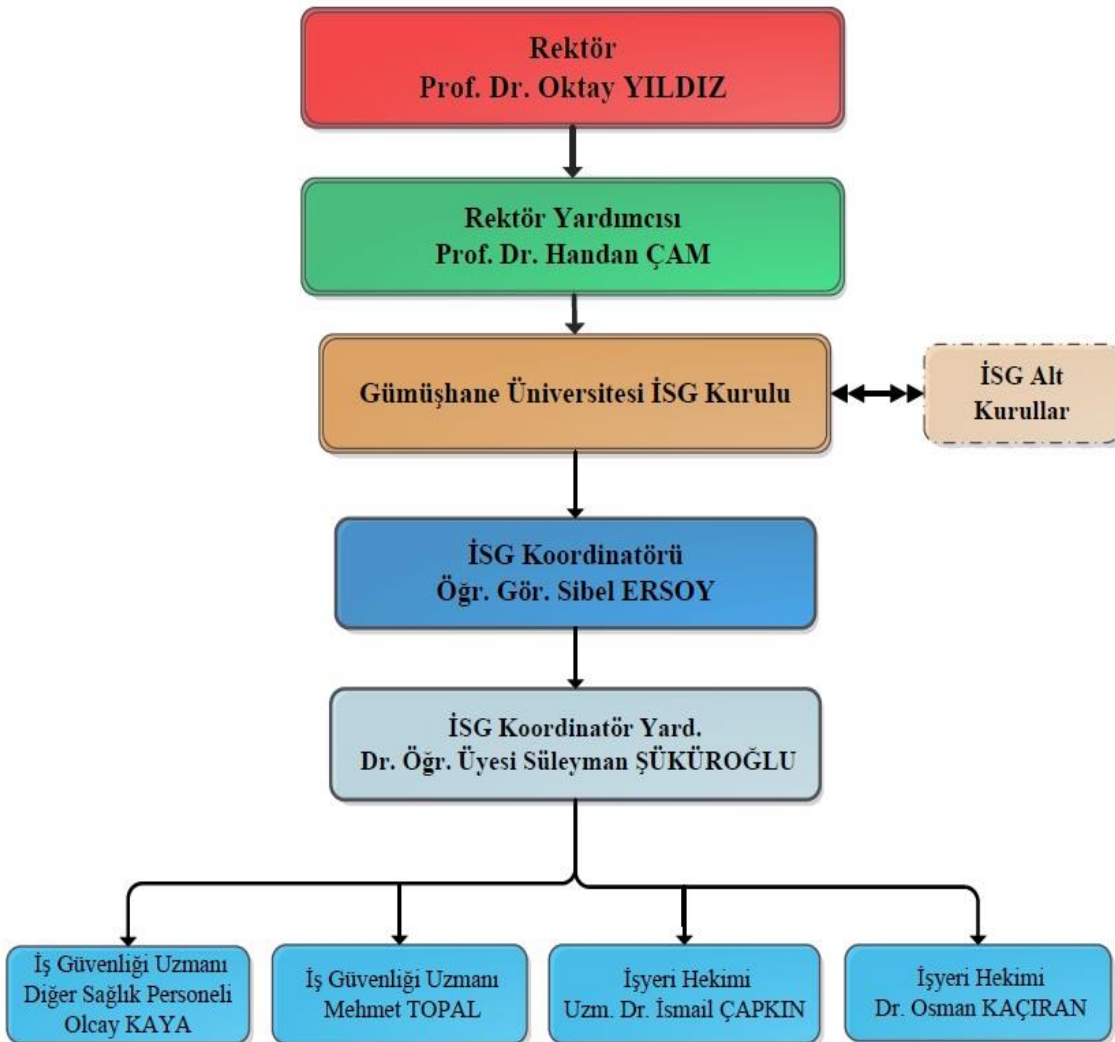 Rektör
Prof. Dr. Oktay YILDIZ
Rektör Yardımcısı
Prof. Dr. Handan ÇAM
Gümüşhane Üniversitesi İSG Kurulu
İSG Alt
Kurullar
İSG Koordinatörü
Öğr. Gör. Sibel ERSOY
İSG Koordinatör Yard.
Dr. Öğr. Üyesi Süleyman ŞÜKÜROĞLU
İş Güvenliği Uzmanı
Diğer Sağlık Personeli
Olcay KAYA
İş Güvenliği Uzmanı
Mehmet TOPAL
İşyeri Hekimi
Uzm. Dr. İsmail ÇAPKIN
İşyeri Hekimi
Dr. Osman KAÇIRAN